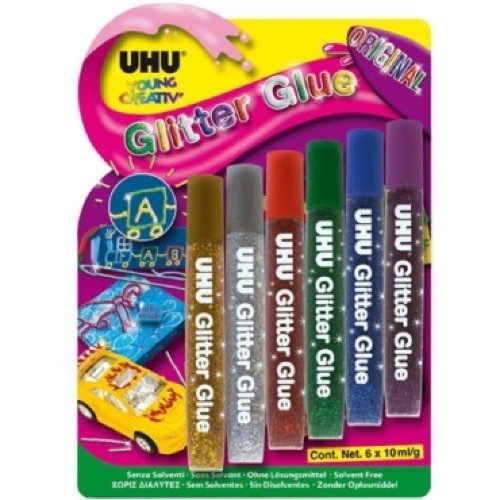 UHU
YOUNG
CREATIV'
Glitter Glue
ORIGINAL
A
A B
UHU Glitter Glue
UHU Glitter Glue
UHU Glitter Glue
UHU Glitter Glue
UHU Glitter Glue
UHU Glitter Glue
Cont. Net. 6 x 10ml/g
Senza Solventi - Sans Solvant - Ohne Lösungsmittel - Solvent Free
ΧΩΡΙΣ ΔΙΑΛΥΤΕΣ - Sem Solventes - Sin Disolventes - Zonder Oplosmiddel